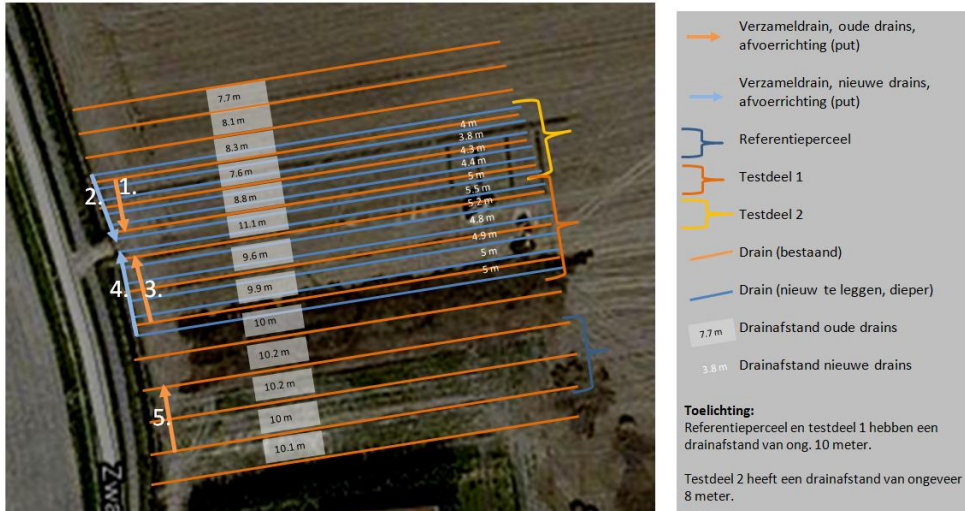 7.7 m
8.1 m
8.3 m
7.6 m
8.8 m
11.1 m
9.6 m
9.9 m
10 m
10.2 m
10.2 m
10 m
10.1 m
4 m
3.8 m
4.3 m
4.4 m
5 m
5.5 m
5.2 m
4.8 m
4.9 m
5 m
5 m
1.
2.
3.
4.
5.
Zwa
Verzameldrain, oude drains,
afvoerrichting (put)
Verzameldrain, nieuwe drains,
afvoerrichting (put)
Referentieperceel
Testdeel 1
Testdeel 2
Drain (bestaand)
Drain (nieuw te leggen, dieper)
7.7 m Drainafstand oude drains
3.8 m Drainafstand nieuwe drains
Toelichting:
Referentieperceel en testdeel 1 hebben een
drainafstand van ong. 10 meter.
Testdeel 2 heeft een drainafstand van ongeveer
8 meter.